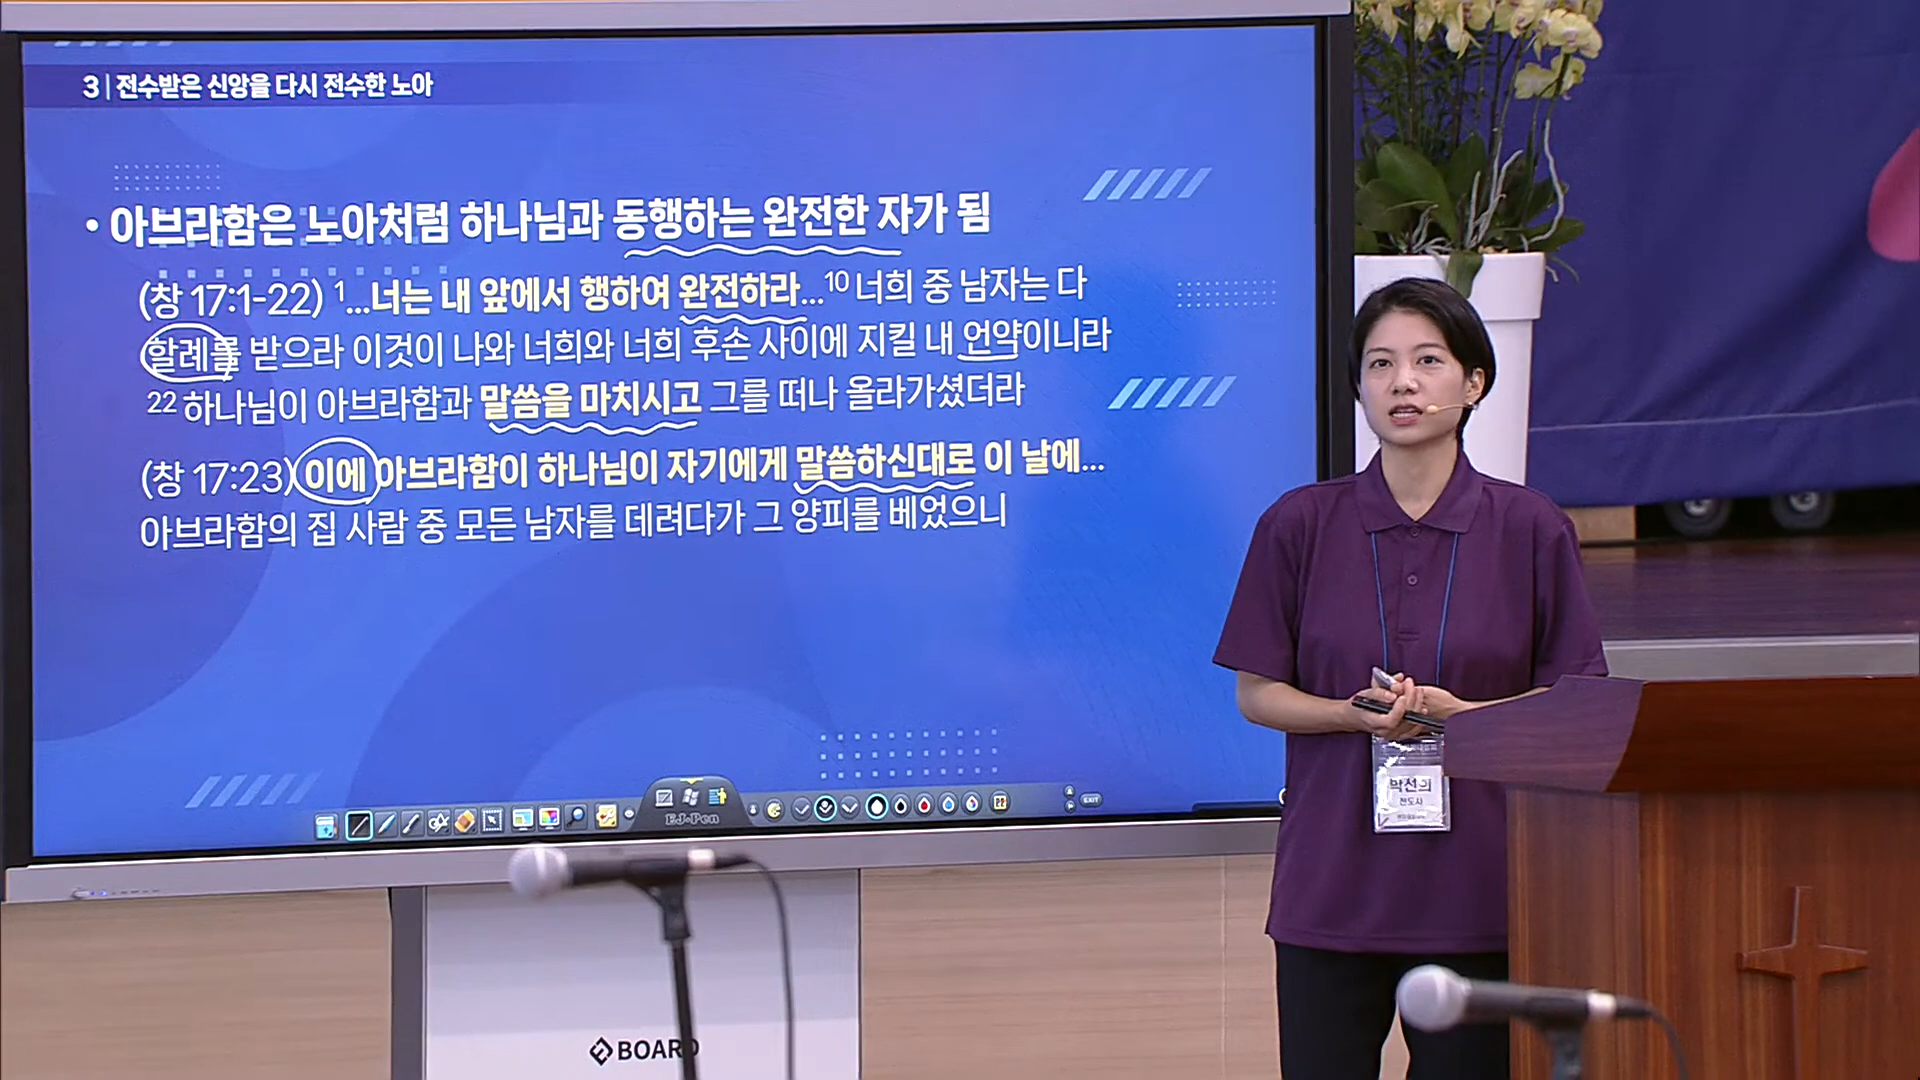 3 | 전수받은 신앙을 다시 전수한 노아
• 아브라함은 노아처럼 하나님과 동행하는 완전한 자가 됨
(창 17:1-22) 1 ...너는 내 앞에서 행하여 완전하라...10 너희 중 남자는 다
할례를 받으라 이것이 나와 너희와 너희 후손 사이에 지킬 내 언약이니라
22 하나님이 아브라함과 말씀을 마치시고 그를 떠나 올라가셨더라
(창 17:23) 이에 아브라함이 하나님이 자기에게 말씀하신대로 이 날에...
아브라함의 집 사람 중 모든 남자를 데려다가 그 양피를 베었으니
EJ-Pen
EXIT
박선희
전도사
BOARD